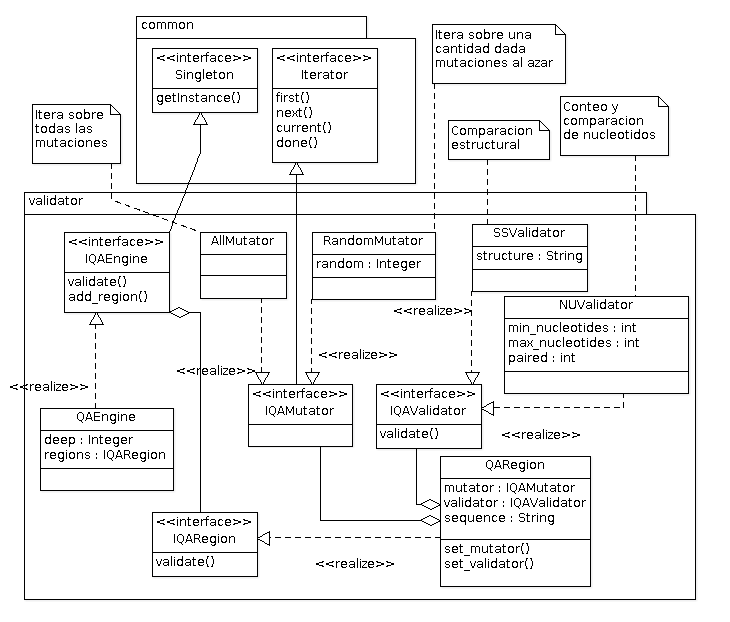 common
<<interface>>
Singleton
getInstance()
<<interface>>
Iterator
first()
next()
current()
done()
Itera sobre una
cantidad dada
mutaciones al azar
Itera sobre
todas las
mutaciones
Comparacion
estructural
Conteo y
comparacion
de nucleotidos
validator
<<interface>>
IQAEngine
validate()
add_region()
AllMutator
RandomMutator
random : Integer
SSValidator
structure : String
NUValidator
min_nucleotides : int
max_nucleotides : int
paired : int
<<realize>>
<<realize>>
<<realize>>
<<realize>>
QAEngine
deep : Integer
regions : IQARegion
<<interface>>
IQAMutator
<<interface>>
IQAValidator
validate()
<<realize>>
QARegion
mutator : IQAMutator
validator : IQAValidator
sequence : String
set_mutator()
set_validator()
<<interface>>
IQARegion
validate()
<<realize>>